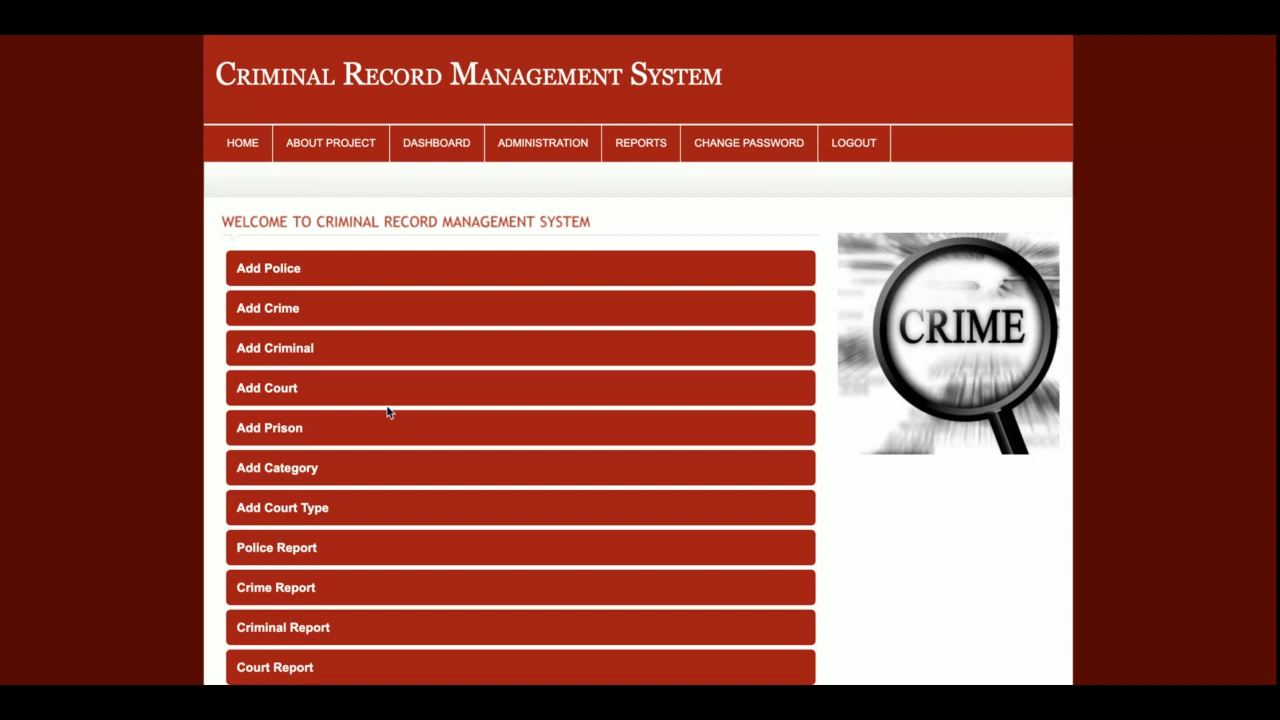 Criminal Record Management System
HOME
ABOUT PROJECT
DASHBOARD
ADMINISTRATION
REPORTS
CHANGE PASSWORD
LOGOUT
WELCOME TO CRIMINAL RECORD MANAGEMENT SYSTEM
Add Police
Add Crime
Add Criminal
Add Court
Add Prison
Add Category
Add Court Type
Police Report
Crime Report
Criminal Report
Court Report
CRIME